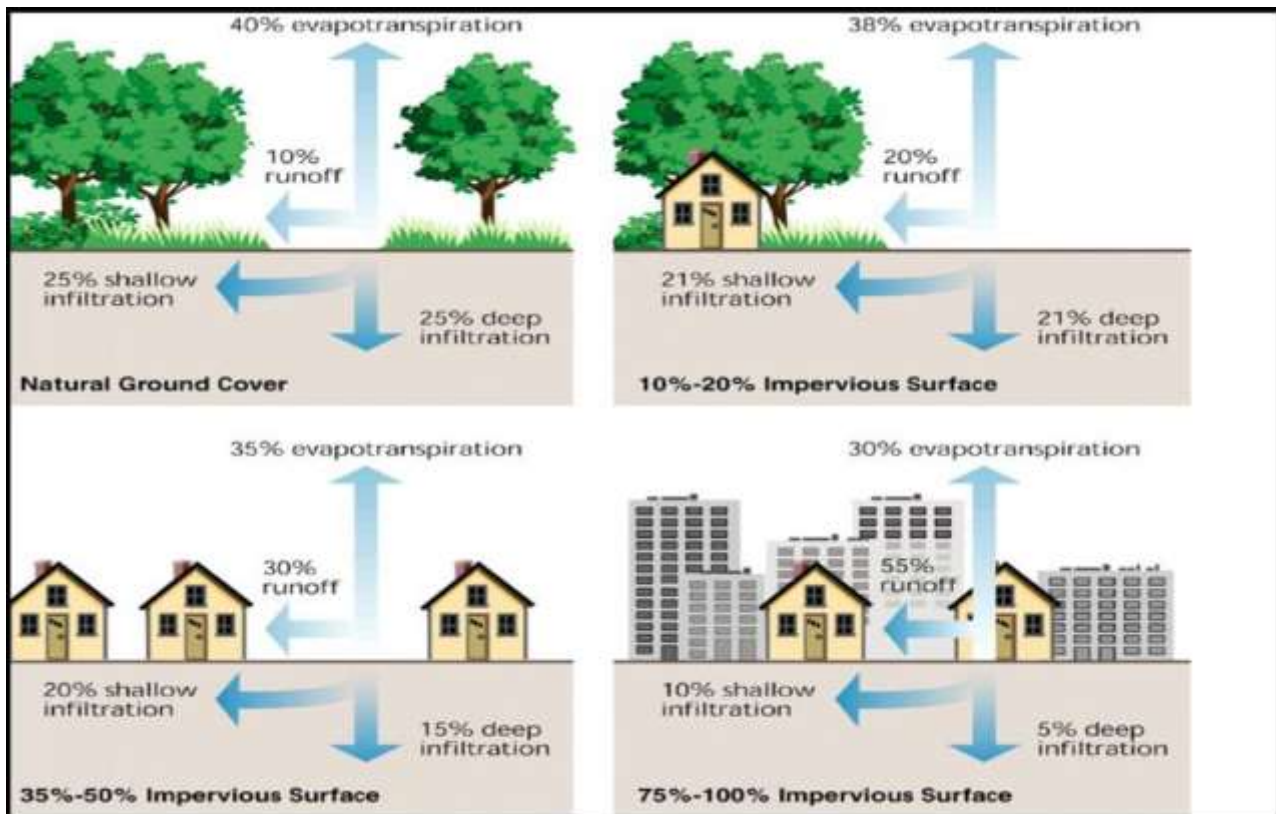 40% evapotranspiration
10%
runoff
25% shallow
infiltration
25% deep
infiltration
Natural Ground Cover
38% evapotranspiration
20%
runoff
21% shallow
infiltration
21% deep
infiltration
10%-20% Impervious Surface
35% evapotranspiration
30%
runoff
20% shallow
infiltration
15% deep
infiltration
35%-50% Impervious Surface
30% evapotranspiration
55%
runoff
10% shallow
infiltration
5% deep
infiltration
75%-100% Impervious Surface